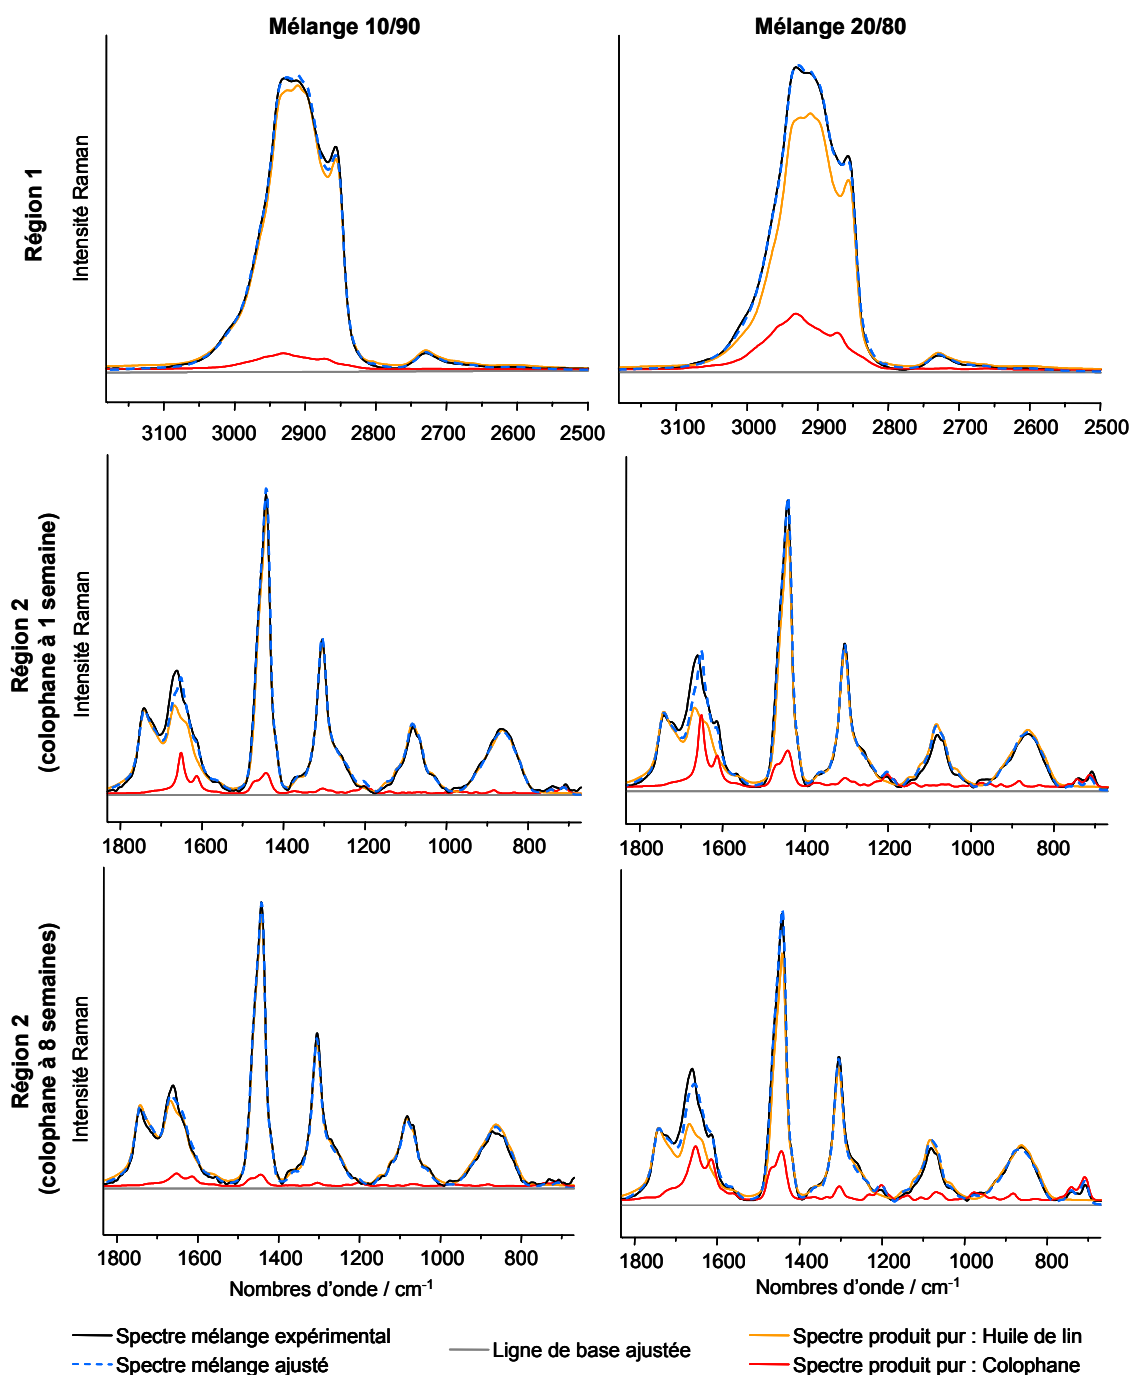 Mélange 10/90
Mélange 20/80
Région 1
Intensité Raman
3100 3000 2900 2800 2700 2600 2500
3100 3000 2900 2800 2700 2600 2500
Région 2
(colophane à 1 semaine)
Intensité Raman
1800 1600 1400 1200 1000 800
1800 1600 1400 1200 1000 800
Région 2
(colophane à 8 semaines)
Intensité Raman
1800 1600 1400 1200 1000 800
1800 1600 1400 1200 1000 800
Nombres d’onde / cm⁻¹
Nombres d’onde / cm⁻¹
Spectre mélange expérimental
Spectre mélange ajusté
Ligne de base ajustée
Spectre produit pur : Huile de lin
Spectre produit pur : Colophane